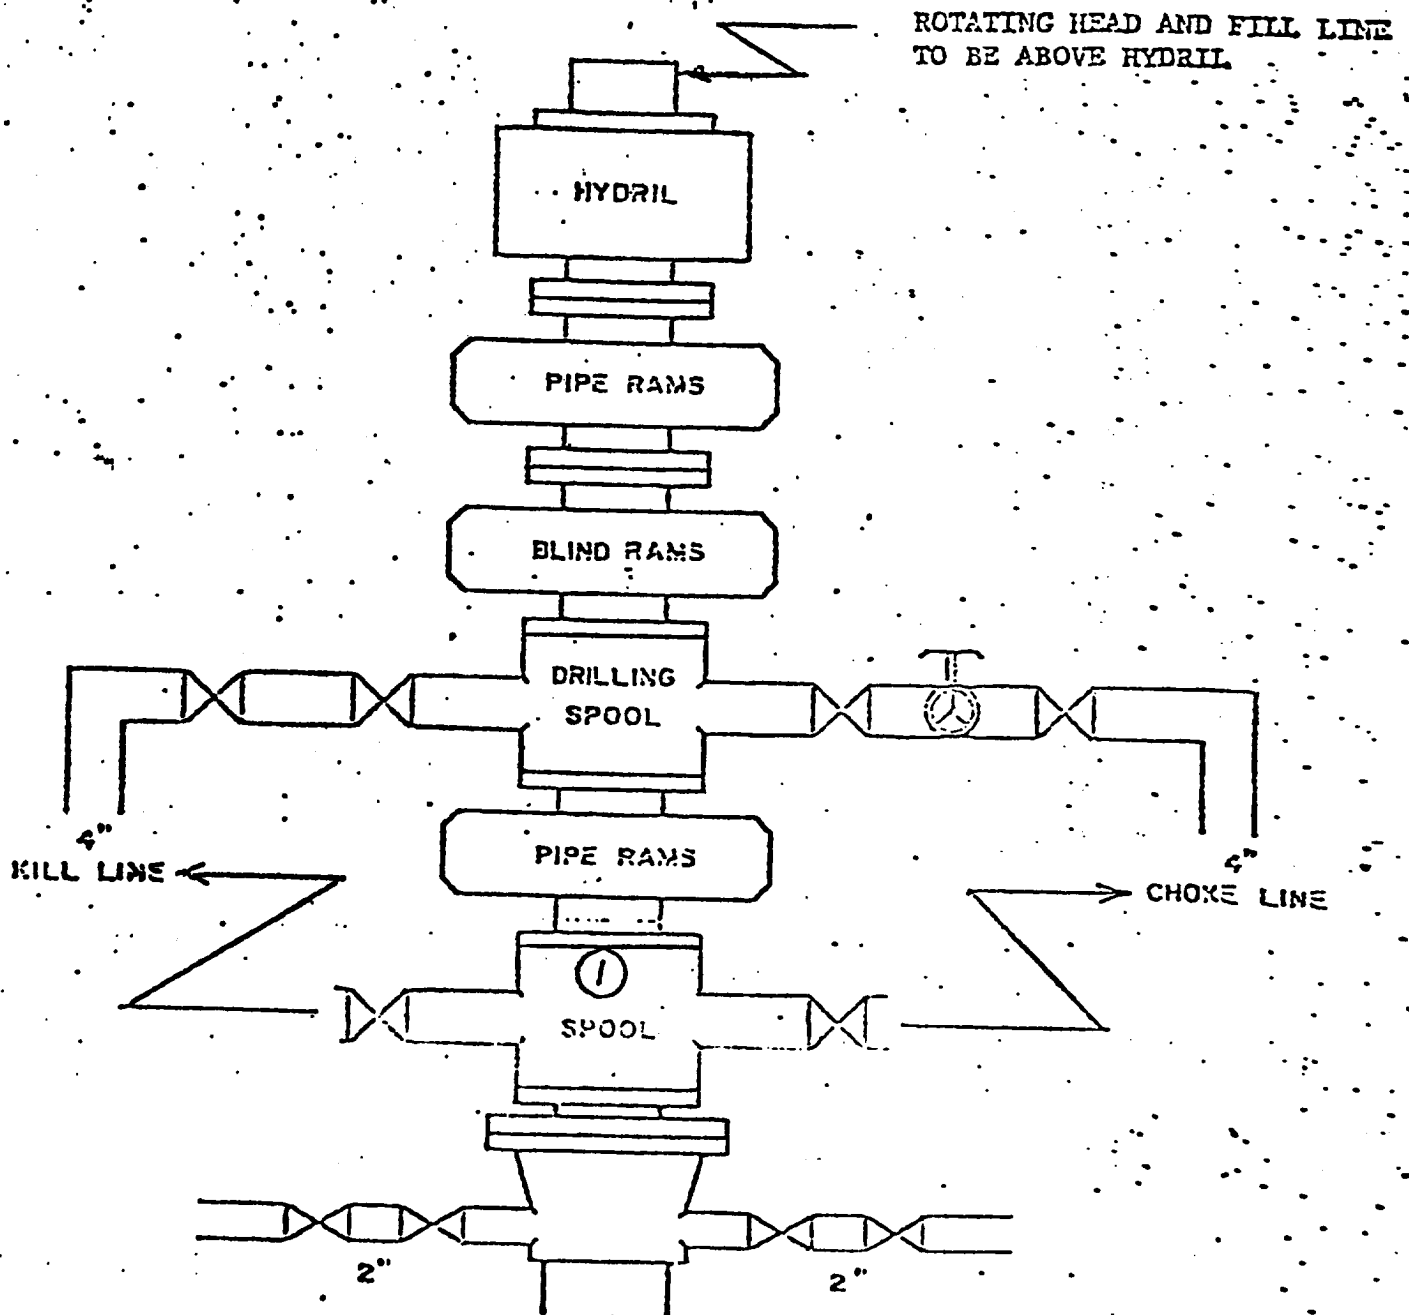 ROTATING HEAD AND FILL LINE
TO BE ABOVE HYDRIL
HYDRIL
PIPE RAMS
BLIND RAMS
DRILLING
SPOOL
4"
KILL LINE
PIPE RAMS
4"
CHOKE LINE
1
SPOOL
2"
2"